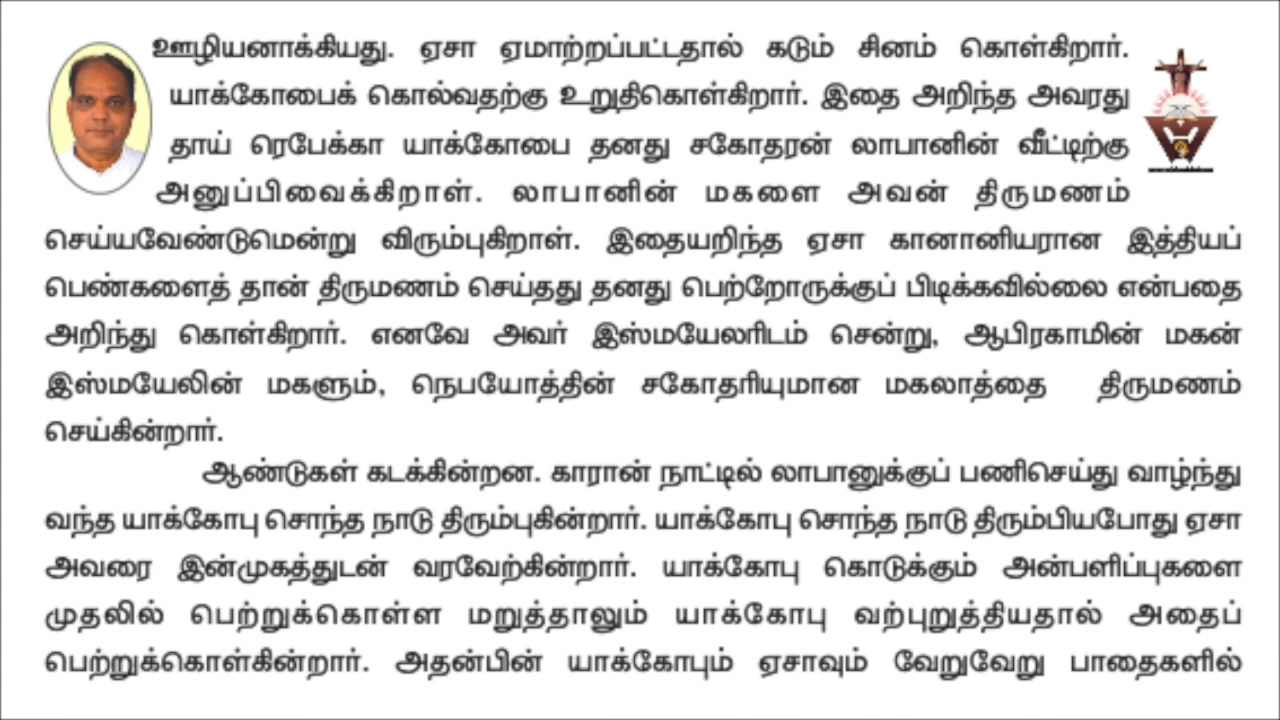 ஊழியனாக்கியது. ஏசா ஏமாற்றப்பட்டதால் கடும் சினம் கொள்கிறார்.
யாக்கோபைக் கொல்வதற்கு உறுதிகொள்கிறார். இதை அறிந்த அவரது
தாய் ரெபேக்கா யாக்கோபை தனது சகோதரன் லாபானின் வீட்டிற்கு
அனுப்பிவைக்கிறாள். லாபானின் மகளை அவன் திருமணம்
செய்யவேண்டுமென்று விரும்புகிறாள். இதையறிந்த ஏசா கானானியரான இத்தியப்
பெண்களைத் தான் திருமணம் செய்தது தனது பெற்றோருக்குப் பிடிக்கவில்லை என்பதை
அறிந்து கொள்கிறார். எனவே அவர் இஸ்மயேலரிடம் சென்று, ஆபிரகாமின் மகன்
இஸ்மயேலின் மகளும், நெபயோத்தின் சகோதரியுமான மகலாத்தை திருமணம்
செய்கின்றார்.
ஆண்டுகள் கடக்கின்றன. காரான் நாட்டில் லாபானுக்குப் பணிசெய்து வாழ்ந்து
வந்த யாக்கோபு சொந்த நாடு திரும்புகின்றார். யாக்கோபு சொந்த நாடு திரும்பியபோது ஏசா
அவரை இன்முகத்துடன் வரவேற்கின்றார். யாக்கோபு கொடுக்கும் அன்பளிப்புகளை
முதலில் பெற்றுக்கொள்ள மறுத்தாலும் யாக்கோபு வற்புறுத்தியதால் அதைப்
பெற்றுக்கொள்கின்றார். அதன்பின் யாக்கோபும் ஏசாவும் வேறுவேறு பாதைகளில்